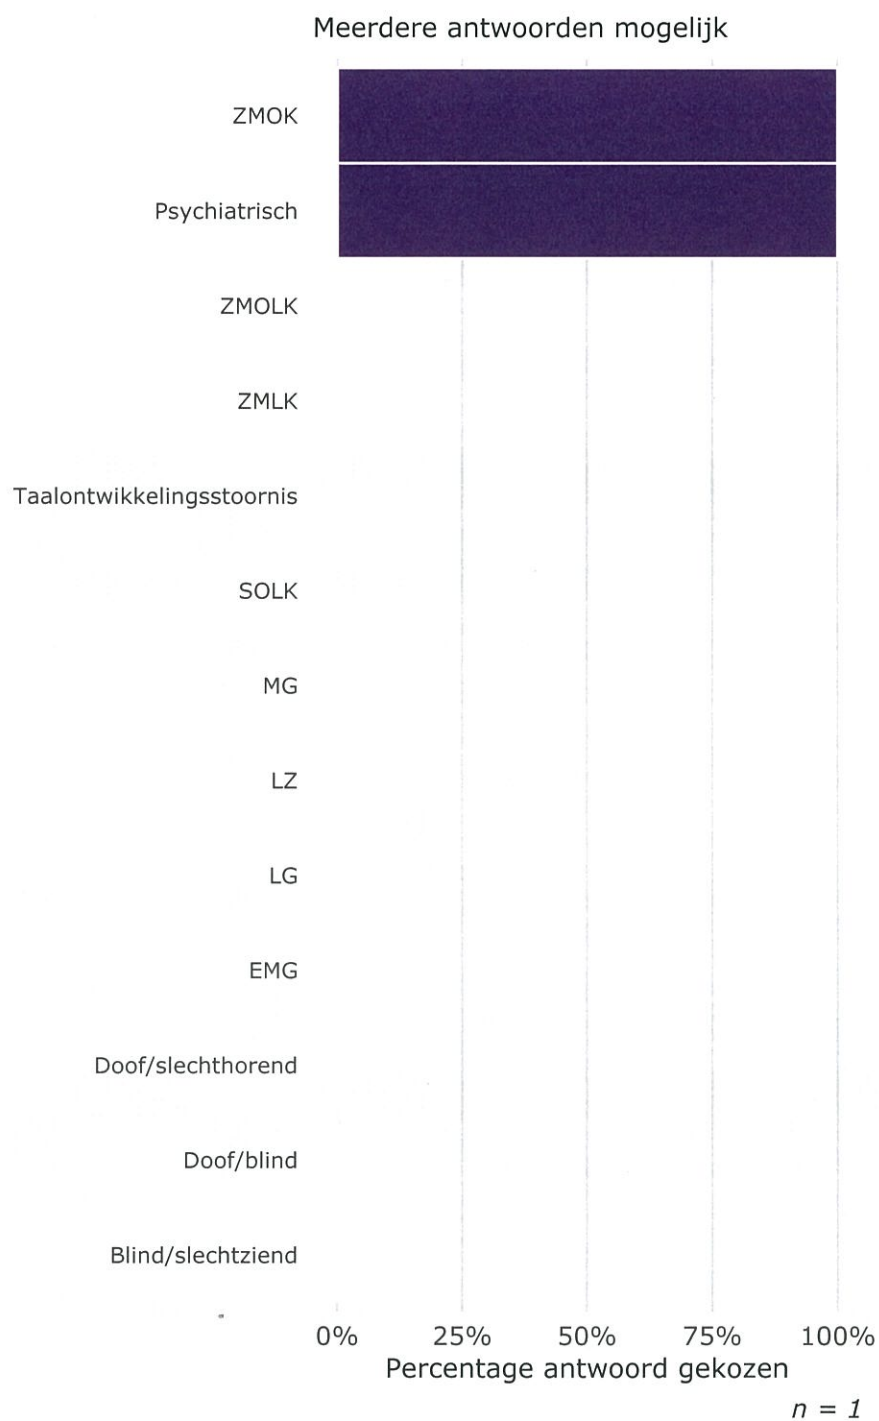 Meerdere antwoorden mogelijk
ZMOK
Psychiatrisch
ZMOLK
ZMLK
Taalontwikkelingsstoornis
SOLK
MG
LZ
LG
EMG
Doof/slechthorend
Doof/blind
Blind/slechtziend
0% 25% 50% 75% 100%
Percentage antwoord gekozen
n = 1